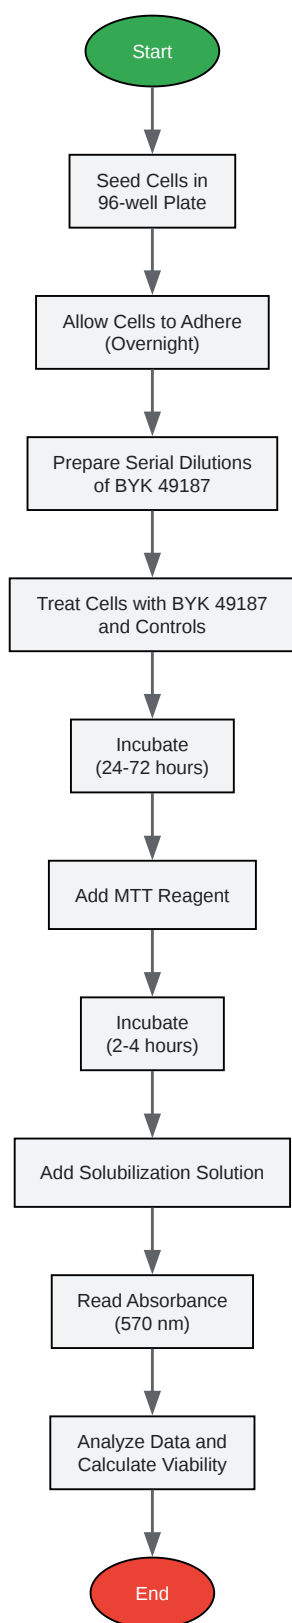 Start
Seed Cells in
96-well Plate
Allow Cells to Adhere
(Overnight)
Prepare Serial Dilutions
of BYK 49187
Treat Cells with BYK 49187
and Controls
Incubate
(24-72 hours)
Add MTT Reagent
Incubate
(2-4 hours)
Add Solubilization Solution
Read Absorbance
(570 nm)
Analyze Data and
Calculate Viability
End